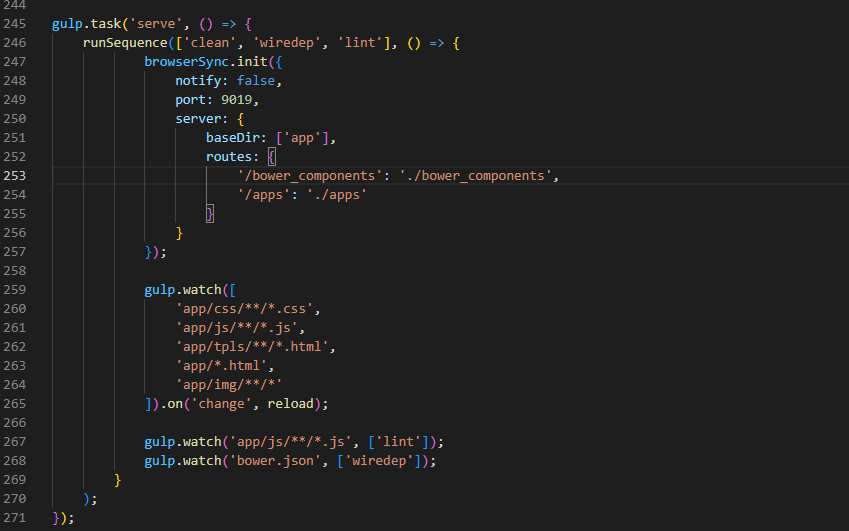 244
245 gulp.task('serve', () => {
246     runSequence(['clean', 'wiredep', 'lint'], () => {
247             browserSync.init({
248                 notify: false,
249                 port: 9019,
250                 server: {
251                     baseDir: ['app'],
252                     routes: {
253                         '/bower_components': './bower_components',
254                         '/apps': './apps'
255                     }
256                 }
257             });
258
259             gulp.watch([
260                 'app/css/**/*.css',
261                 'app/js/**/*.js',
262                 'app/tpls/**/*.html',
263                 'app/*.html',
264                 'app/img/**/*'
265             ]).on('change', reload);
266
267             gulp.watch('app/js/**/*.js', ['lint']);
268             gulp.watch('bower.json', ['wiredep']);
269         }
270     );
271 });